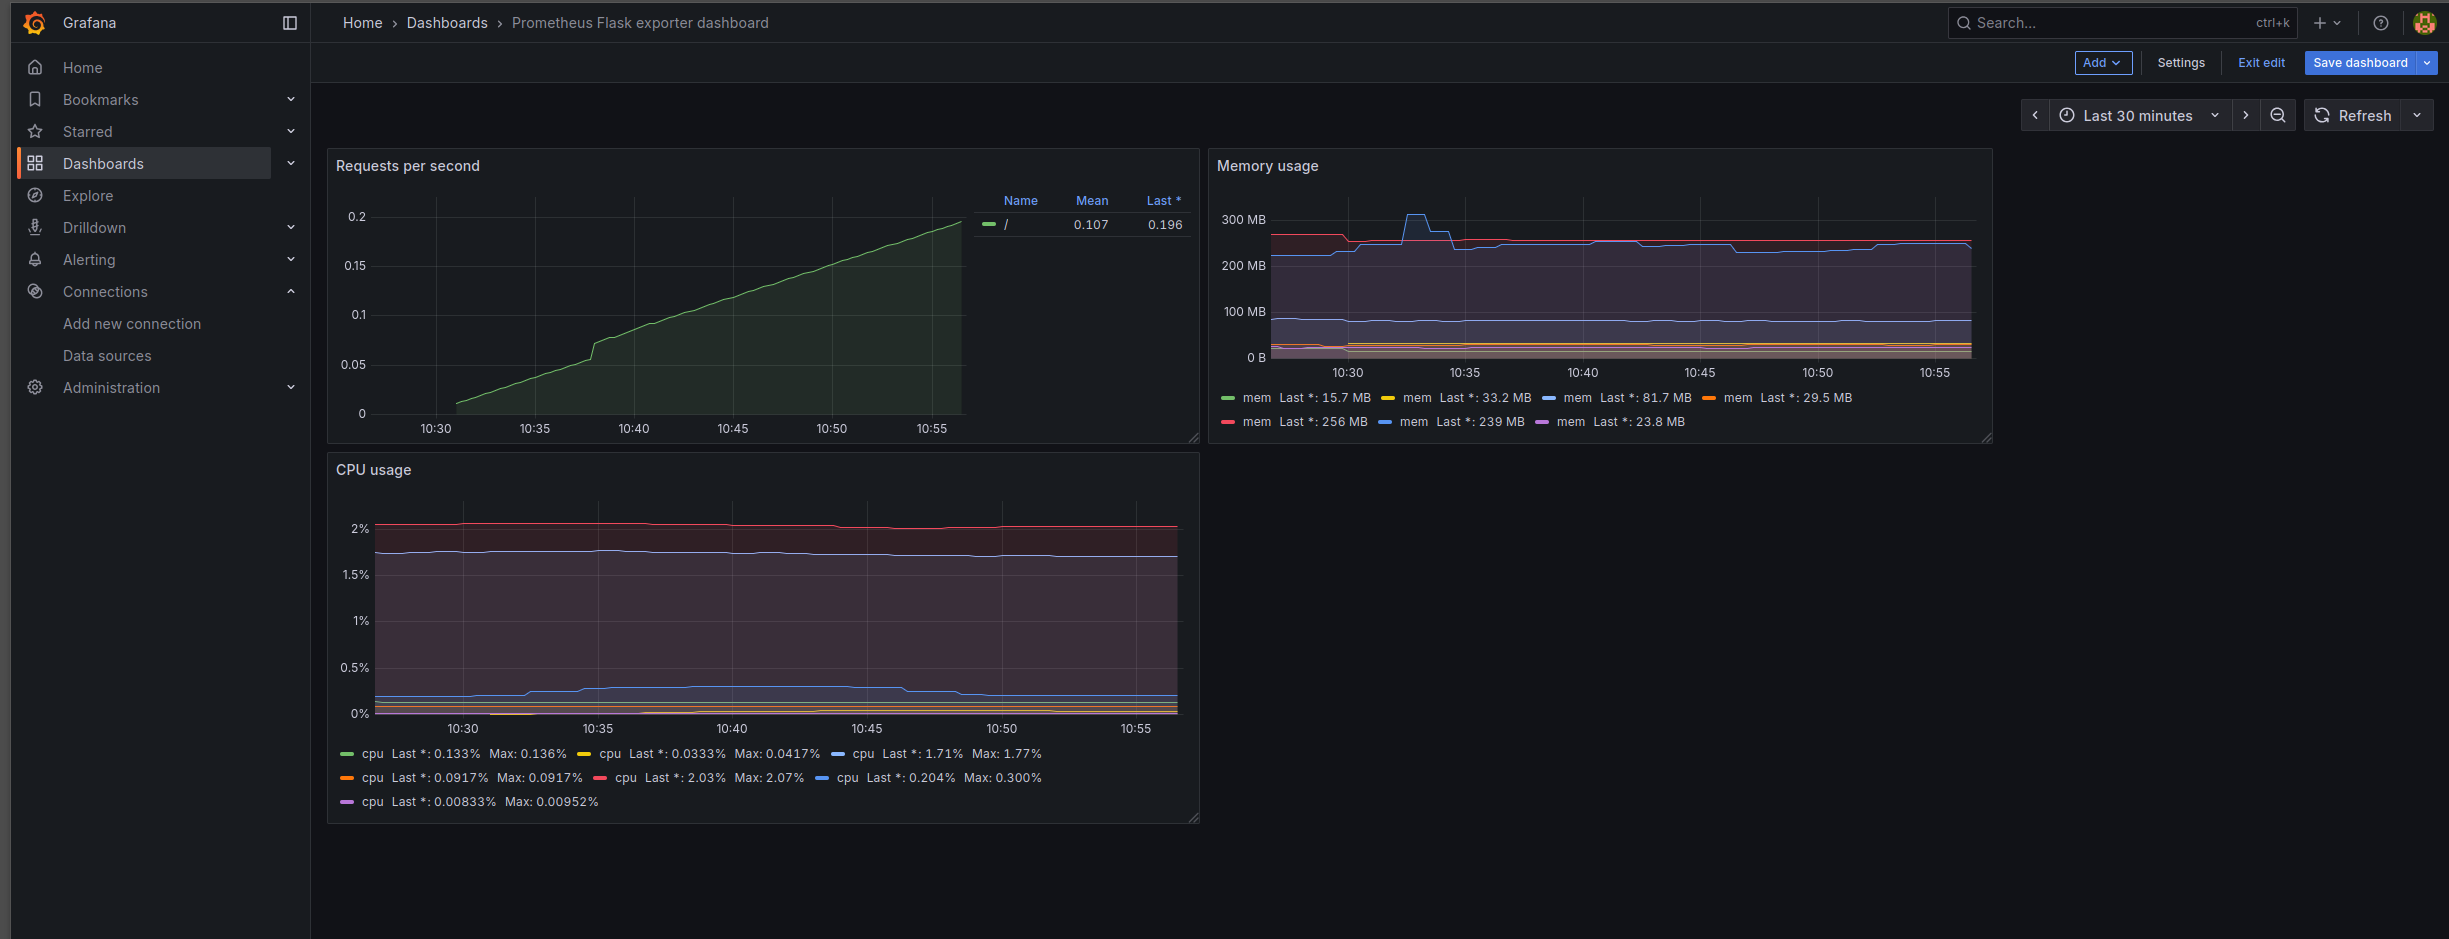 Grafana
Home › Dashboards › Prometheus Flask exporter dashboard
Search... ctrl+k
Add
Settings
Exit edit
Save dashboard
Home
Bookmarks
Starred
Dashboards
Explore
Drilldown
Alerting
Connections
Add new connection
Data sources
Administration
Last 30 minutes
Refresh
Requests per second
0.2
0.15
0.1
0.05
0
10:30 10:35 10:40 10:45 10:50 10:55
Name Mean Last *
/ 0.107 0.196
Memory usage
300 MB
200 MB
100 MB
0 B
10:30 10:35 10:40 10:45 10:50 10:55
mem Last *: 15.7 MB mem Last *: 33.2 MB mem Last *: 81.7 MB mem Last *: 29.5 MB
mem Last *: 256 MB mem Last *: 239 MB mem Last *: 23.8 MB
CPU usage
2%
1.5%
1%
0.5%
0%
10:30 10:35 10:40 10:45 10:50 10:55
cpu Last *: 0.133% Max: 0.136% cpu Last *: 0.0333% Max: 0.0417% cpu Last *: 1.71% Max: 1.77%
cpu Last *: 0.0917% Max: 0.0917% cpu Last *: 2.03% Max: 2.07% cpu Last *: 0.204% Max: 0.300%
cpu Last *: 0.00833% Max: 0.00952%